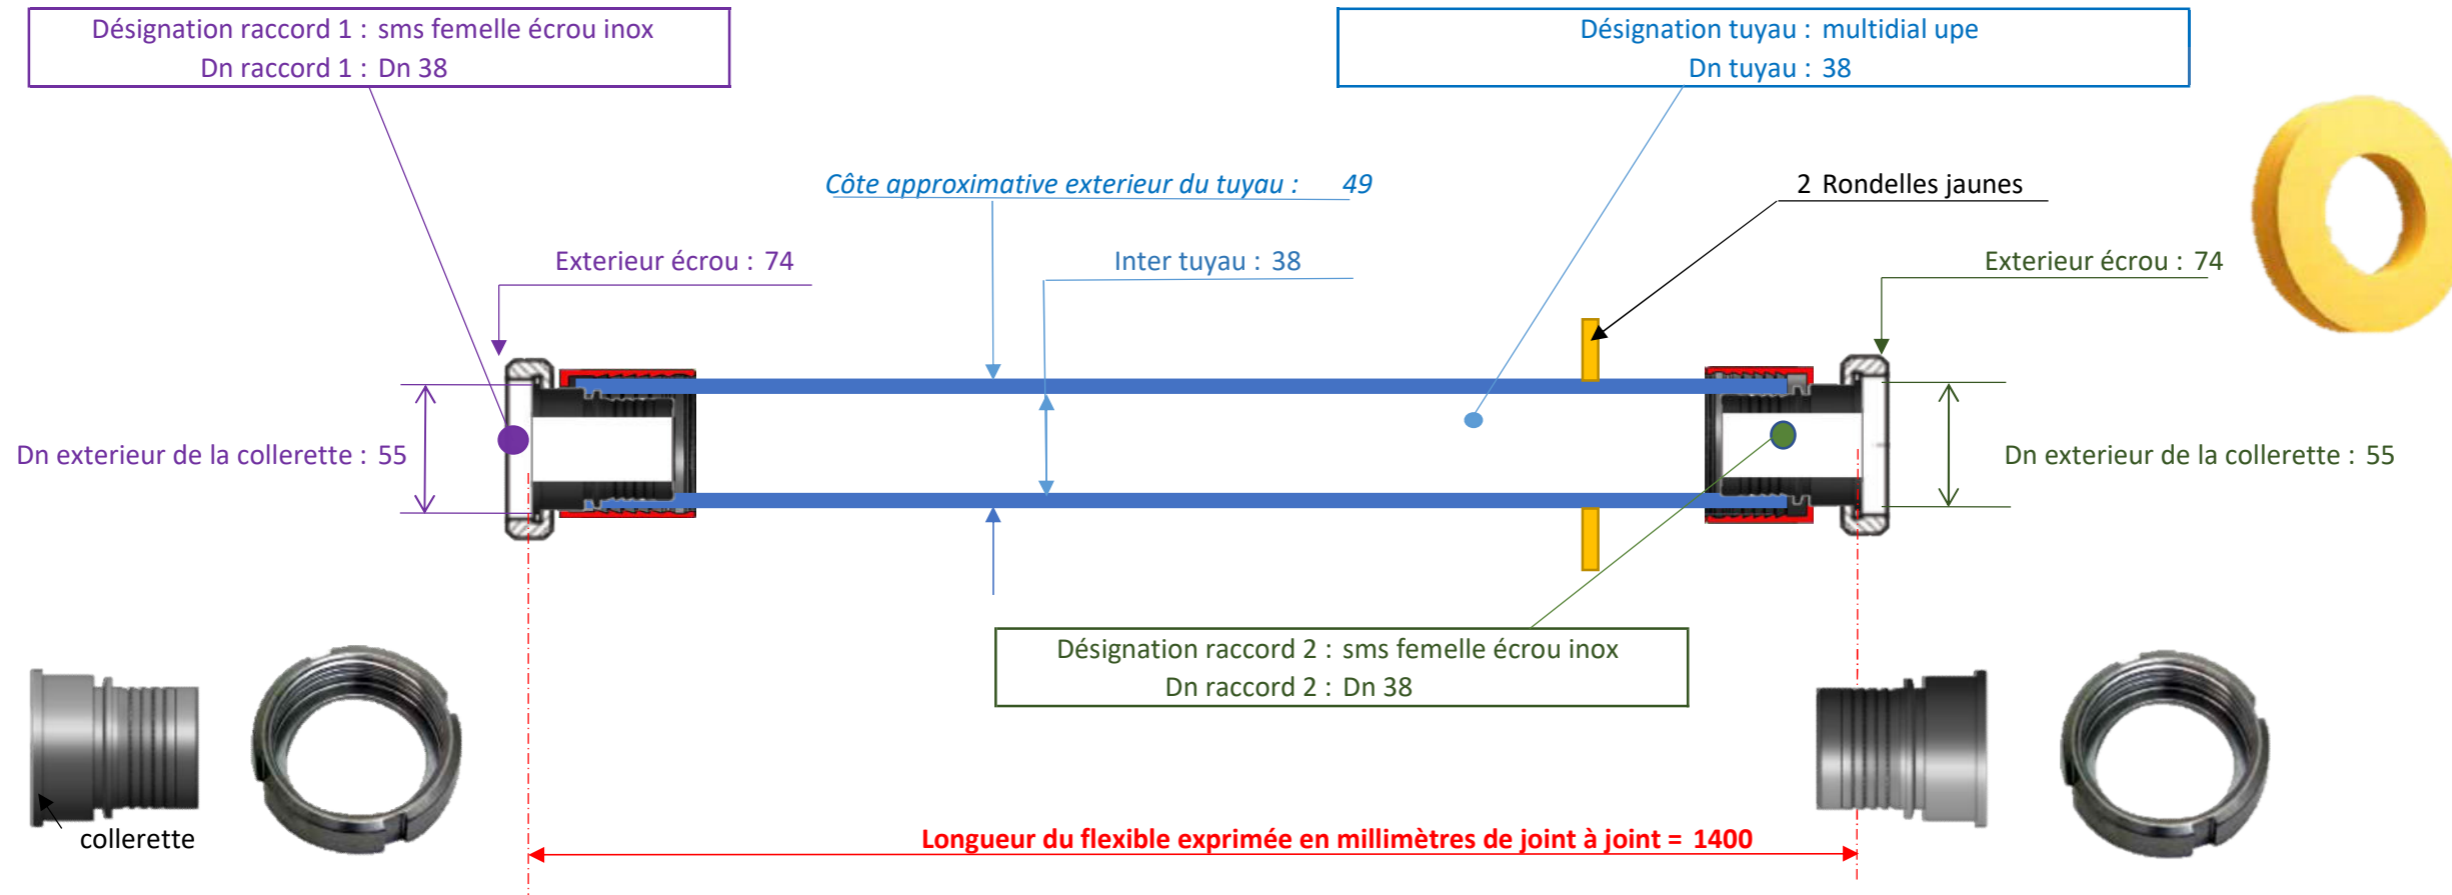 Désignation raccord 1 : sms femelle écrou inox
Dn raccord 1 : Dn 38
Désignation tuyau : multidial upe
Dn tuyau : 38
Côte approximative exterieur du tuyau : 49
2 Rondelles jaunes
Exterieur écrou : 74
Inter tuyau : 38
Exterieur écrou : 74
Dn exterieur de la collerette : 55
Dn exterieur de la collerette : 55
Désignation raccord 2 : sms femelle écrou inox
Dn raccord 2 : Dn 38
collerette
Longueur du flexible exprimée en millimètres de joint à joint = 1400